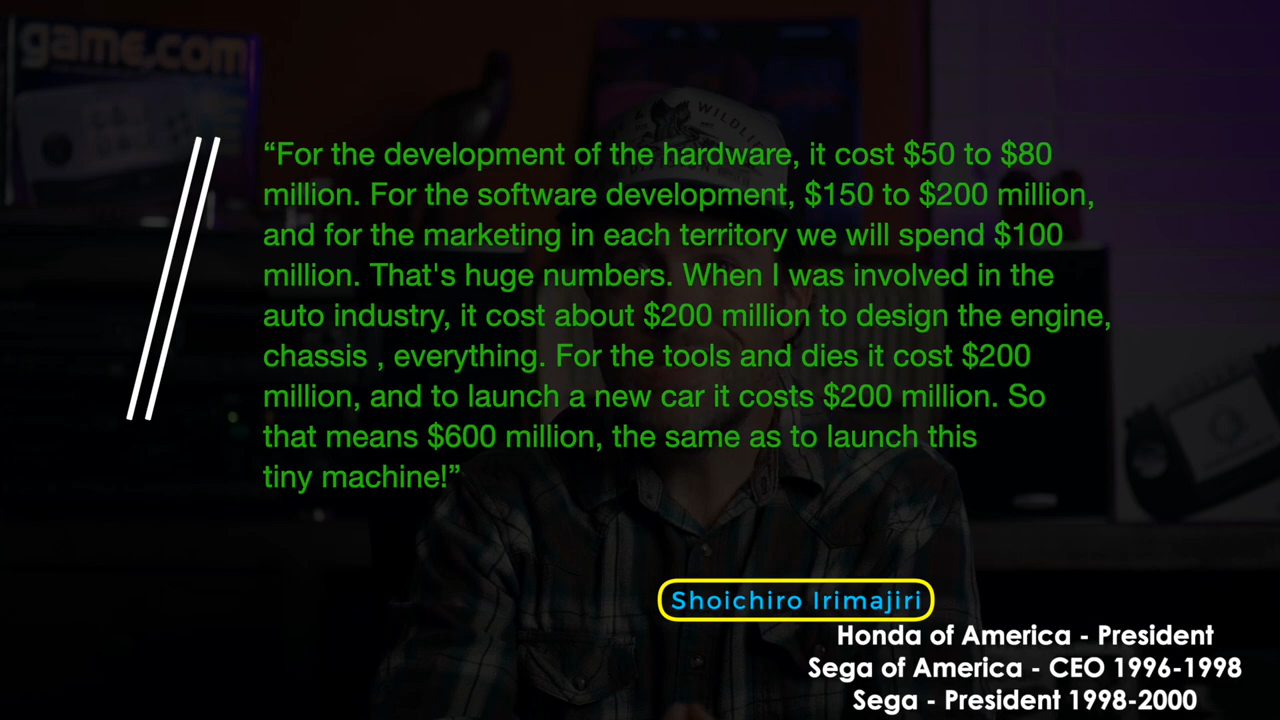 game.com
WILDLIFE
“For the development of the hardware, it cost $50 to $80
million. For the software development, $150 to $200 million,
and for the marketing in each territory we will spend $100
million. That's huge numbers. When I was involved in the
auto industry, it cost about $200 million to design the engine,
chassis , everything. For the tools and dies it cost $200
million, and to launch a new car it costs $200 million. So
that means $600 million, the same as to launch this
tiny machine!”
Shoichiro Irimajiri
Honda of America - President
Sega of America - CEO 1996-1998
Sega - President 1998-2000